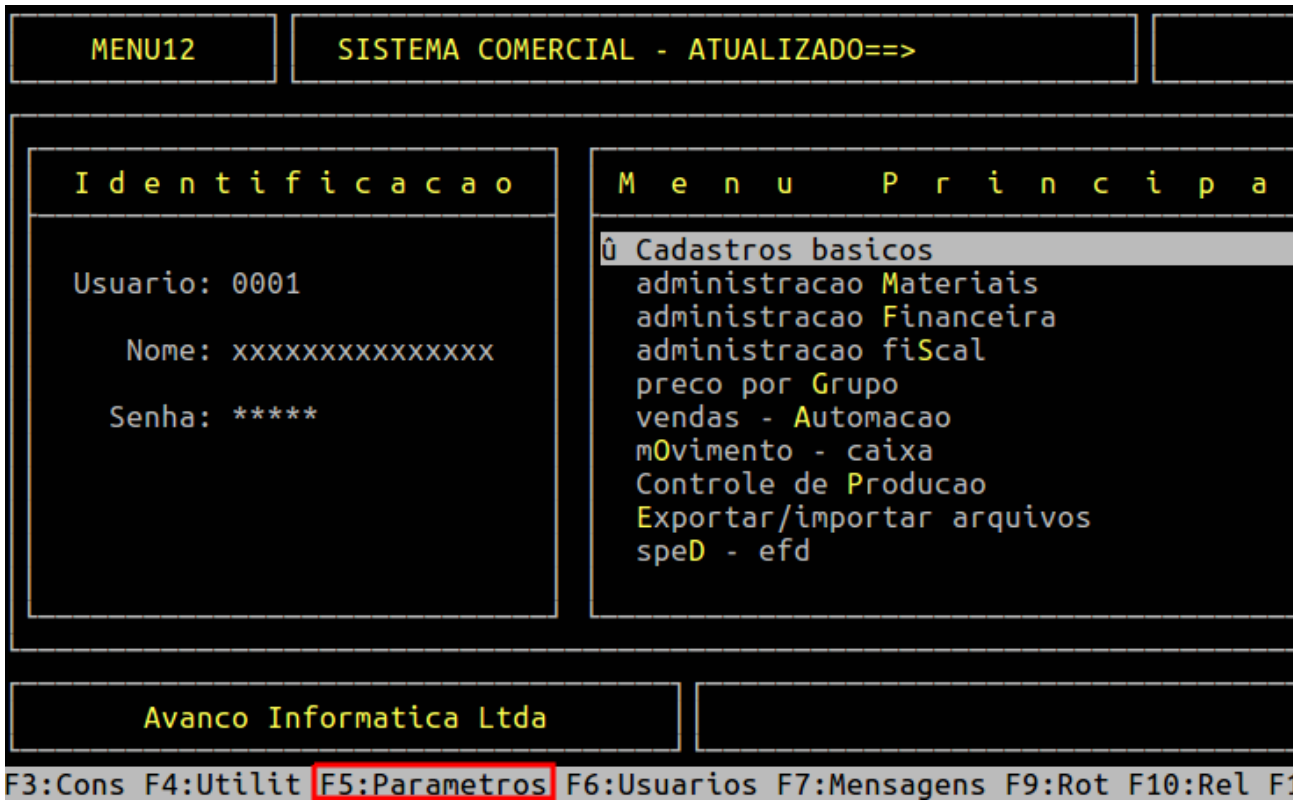 MENU12
SISTEMA COMERCIAL - ATUALIZADO==>
I d e n t i f i c a c a o
Usuario: 0001
Nome: xxxxxxxxxxxxxxx
Senha: *****
M e n u P r i n c i p a
û Cadastros basicos
administracao Materiais
administracao Financeira
administracao fiScal
preco por Grupo
vendas - Automacao
mOvimento - caixa
Controle de Producao
Exportar/importar arquivos
speD - efd
Avanco Informatica Ltda
F3:Cons F4:Utilit F5:Parametros F6:Usuarios F7:Mensagens F9:Rot F10:Rel F1